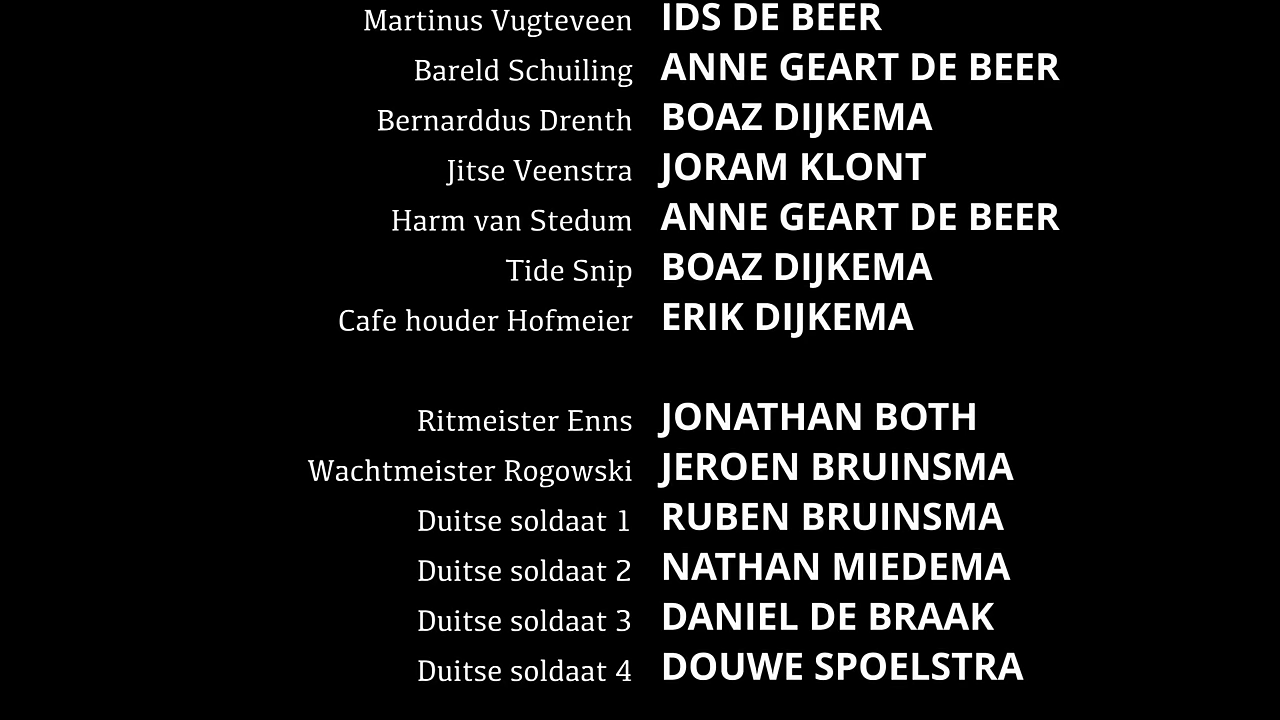 Martinus Vugteveen IDS DE BEER
Bareld Schuiling ANNE GEART DE BEER
Bernarddus Drenth BOAZ DIJKEMA
Jitse Veenstra JORAM KLONT
Harm van Stedum ANNE GEART DE BEER
Tide Snip BOAZ DIJKEMA
Cafe houder Hofmeier ERIK DIJKEMA
Ritmeister Enns JONATHAN BOTH
Wachtmeister Rogowski JEROEN BRUINSMA
Duitse soldaat 1 RUBEN BRUINSMA
Duitse soldaat 2 NATHAN MIEDEMA
Duitse soldaat 3 DANIEL DE BRAAK
Duitse soldaat 4 DOUWE SPOELSTRA